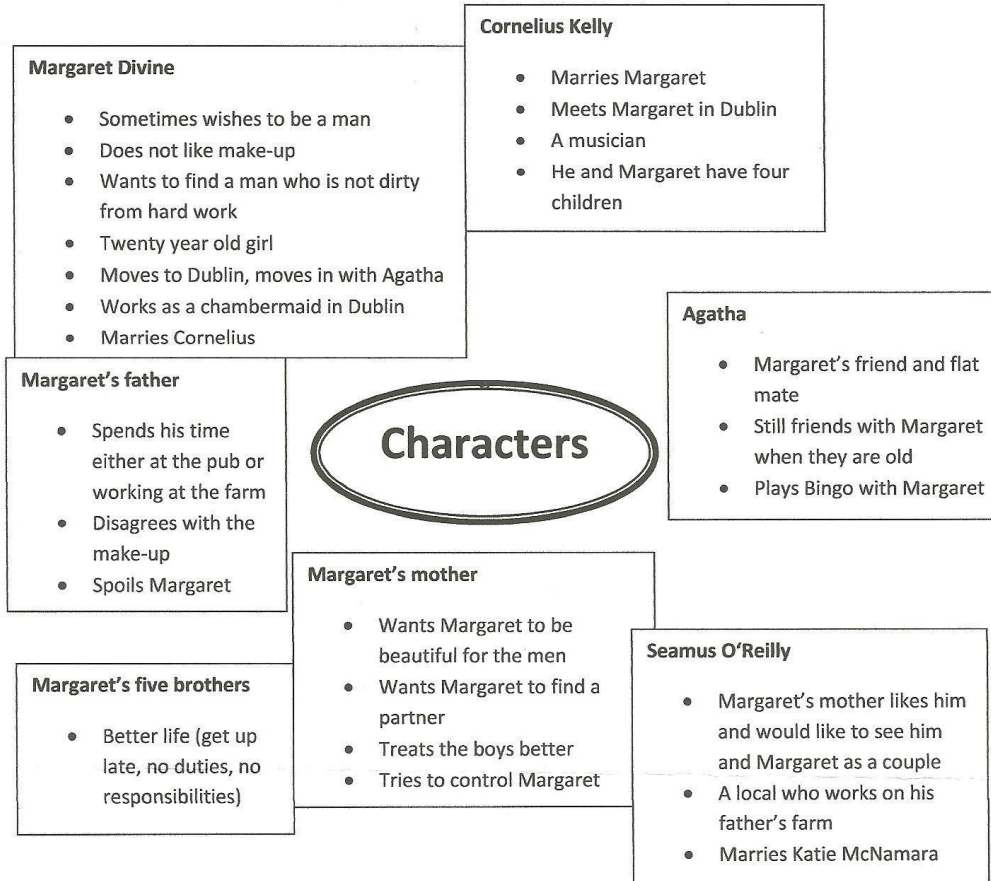 Cornelius Kelly
• Marries Margaret
• Meets Margaret in Dublin
• A musician
• He and Margaret have four
children
Margaret Divine
• Sometimes wishes to be a man
• Does not like make-up
• Wants to find a man who is not dirty
from hard work
• Twenty year old girl
• Moves to Dublin, moves in with Agatha
• Works as a chambermaid in Dublin
• Marries Cornelius
Agatha
• Margaret's friend and flat
mate
• Still friends with Margaret
when they are old
• Plays Bingo with Margaret
Margaret's father
• Spends his time
either at the pub or
working at the farm
• Disagrees with the
make-up
• Spoils Margaret
Characters
Margaret's mother
• Wants Margaret to be
beautiful for the men
• Wants Margaret to find a
partner
• Treats the boys better
• Tries to control Margaret
Seamus O'Reilly
• Margaret's mother likes him
and would like to see him
and Margaret as a couple
• A local who works on his
father's farm
• Marries Katie McNamara
Margaret's five brothers
• Better life (get up
late, no duties, no
responsibilities)